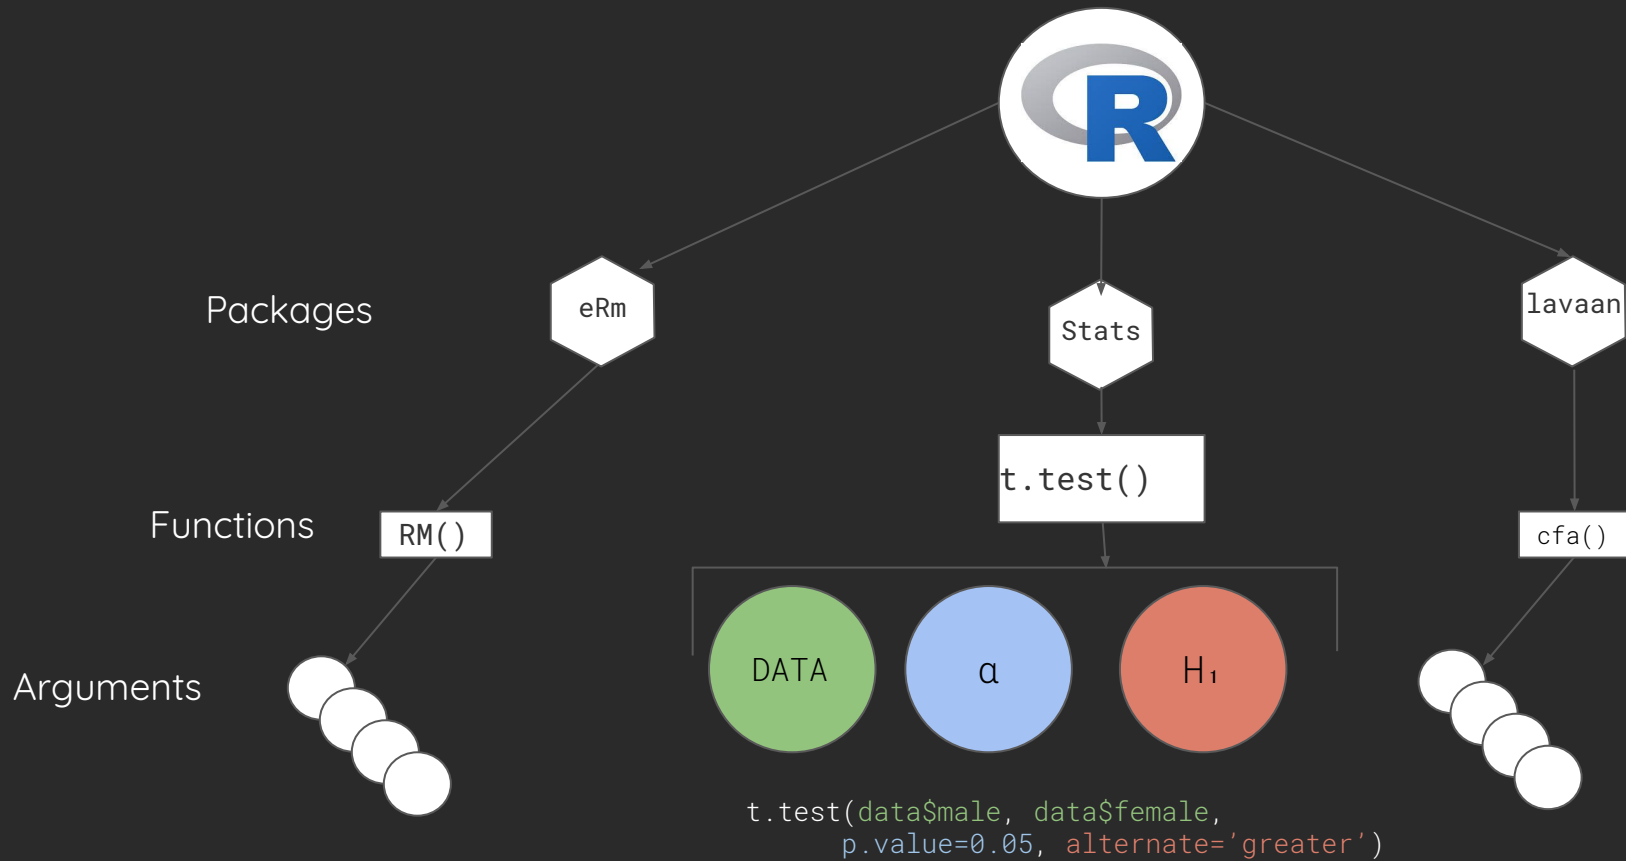 R
Packages
eRm
Stats
lavaan
Functions
RM()
t.test()
cfa()
Arguments
DATA
α
H₁
t.test(data$male, data$female,
p.value=0.05, alternate='greater')